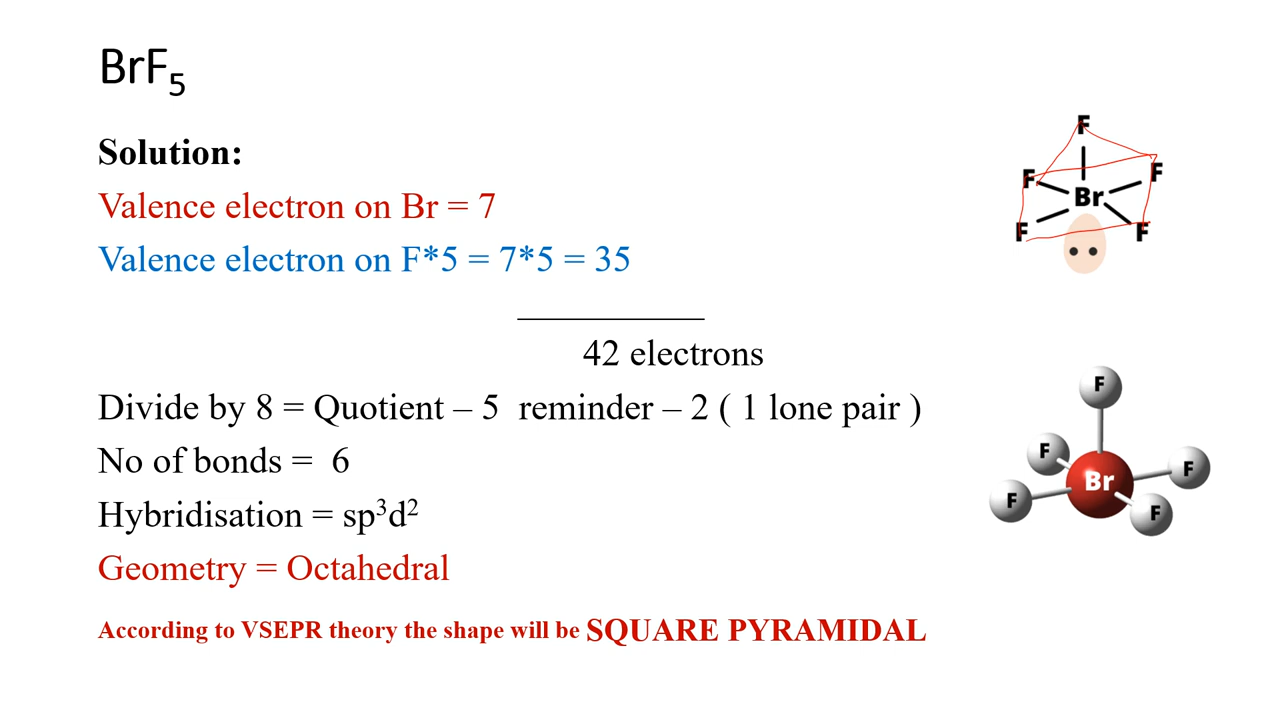 BrF₅
Solution:
Valence electron on Br = 7
Valence electron on F*5 = 7*5 = 35
42 electrons
Divide by 8 = Quotient – 5 reminder – 2 ( 1 lone pair )
No of bonds = 6
Hybridisation = sp³d²
Geometry = Octahedral
According to VSEPR theory the shape will be SQUARE PYRAMIDAL
F
F F
Br
F F
F
F F
Br
F F